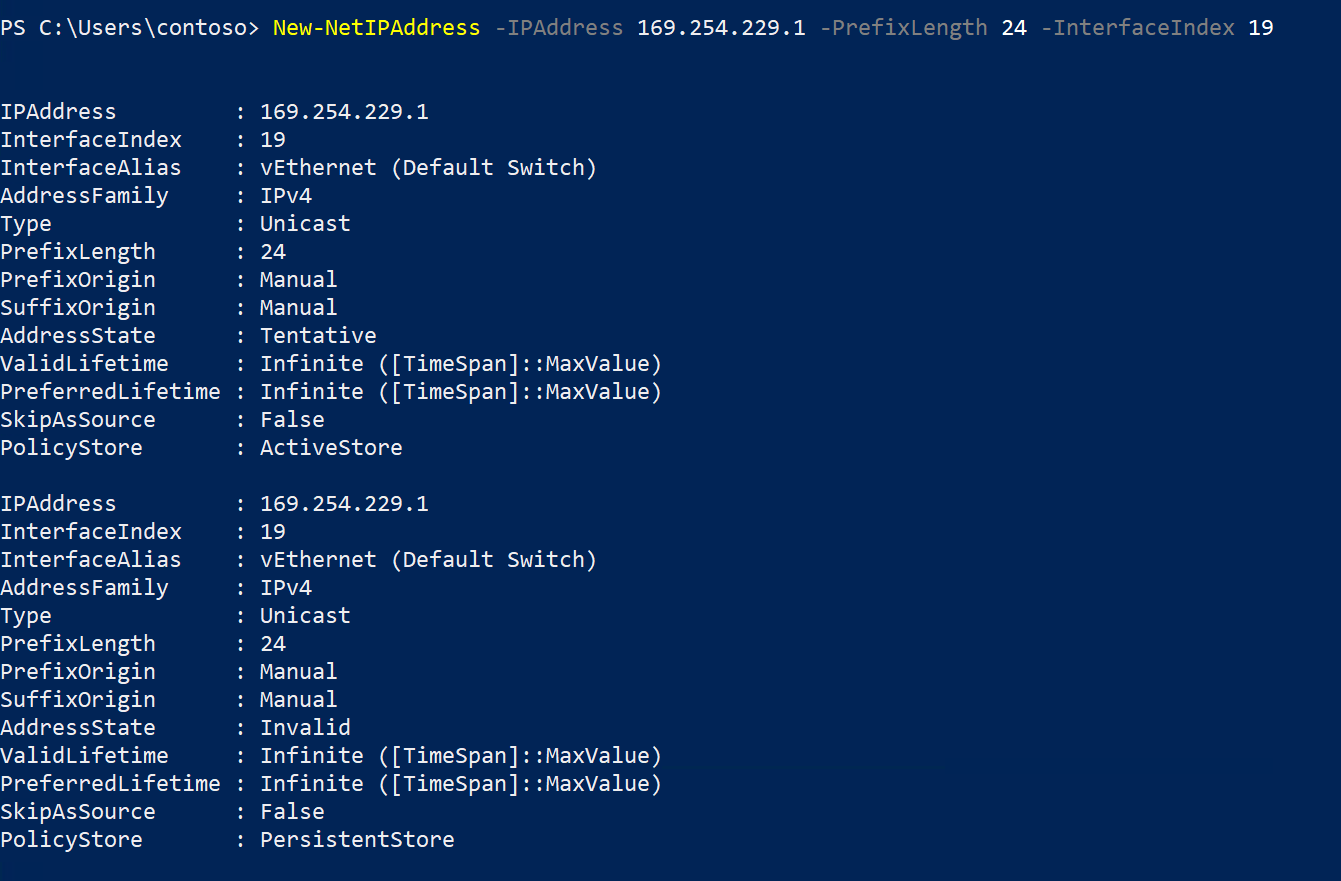 PS C:\Users\contoso> New-NetIPAddress -IPAddress 169.254.229.1 -PrefixLength 24 -InterfaceIndex 19
IPAddress         : 169.254.229.1
InterfaceIndex    : 19
InterfaceAlias    : vEthernet (Default Switch)
AddressFamily     : IPv4
Type              : Unicast
PrefixLength      : 24
PrefixOrigin      : Manual
SuffixOrigin      : Manual
AddressState      : Tentative
ValidLifetime     : Infinite ([TimeSpan]::MaxValue)
PreferredLifetime : Infinite ([TimeSpan]::MaxValue)
SkipAsSource      : False
PolicyStore       : ActiveStore
IPAddress         : 169.254.229.1
InterfaceIndex    : 19
InterfaceAlias    : vEthernet (Default Switch)
AddressFamily     : IPv4
Type              : Unicast
PrefixLength      : 24
PrefixOrigin      : Manual
SuffixOrigin      : Manual
AddressState      : Invalid
ValidLifetime     : Infinite ([TimeSpan]::MaxValue)
PreferredLifetime : Infinite ([TimeSpan]::MaxValue)
SkipAsSource      : False
PolicyStore       : PersistentStore